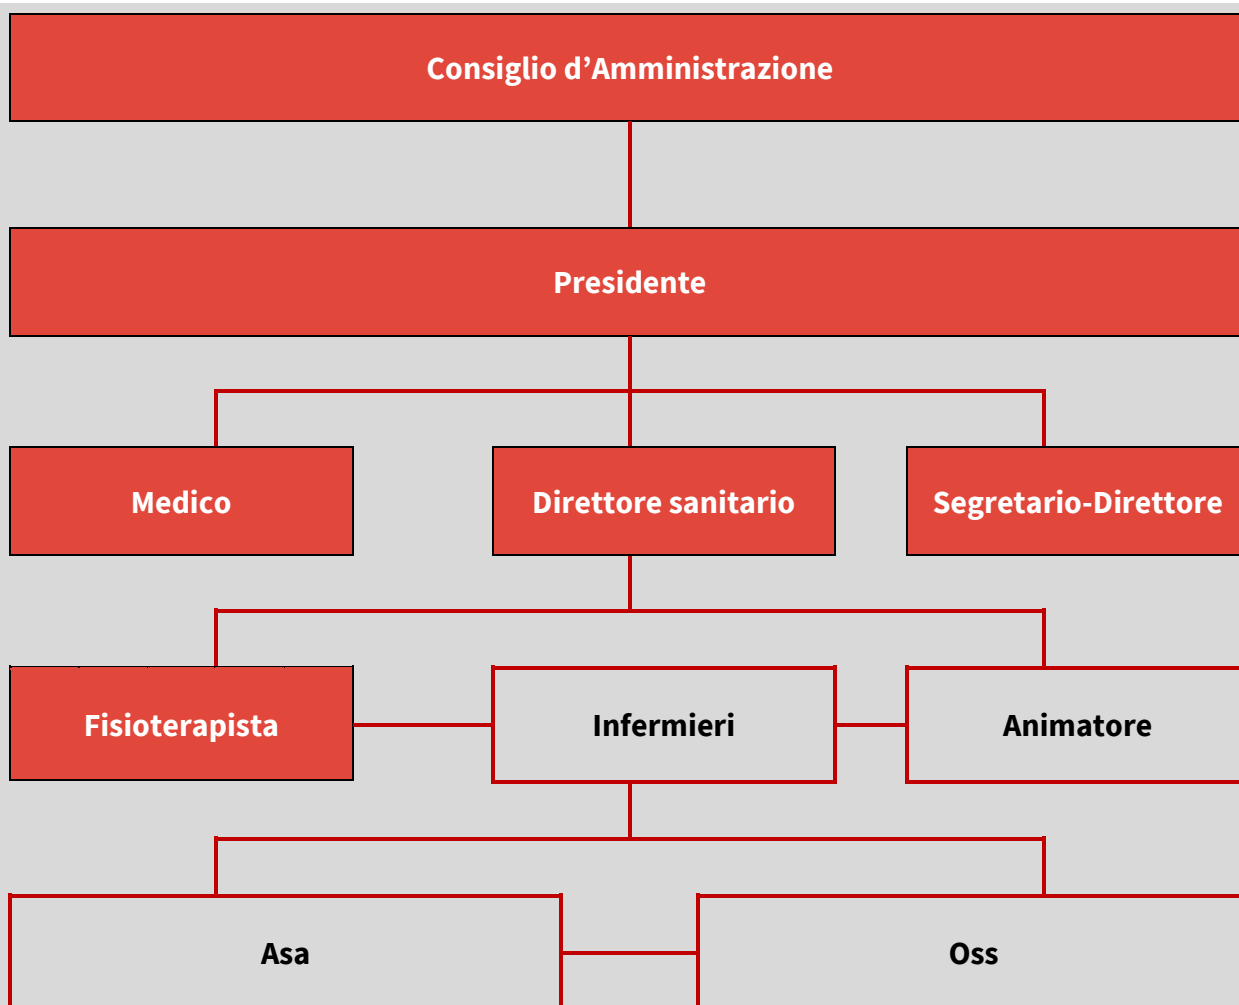 Consiglio d’Amministrazione
Presidente
Medico
Direttore sanitario
Segretario-Direttore
Fisioterapista
Infermieri
Animatore
Asa
Oss